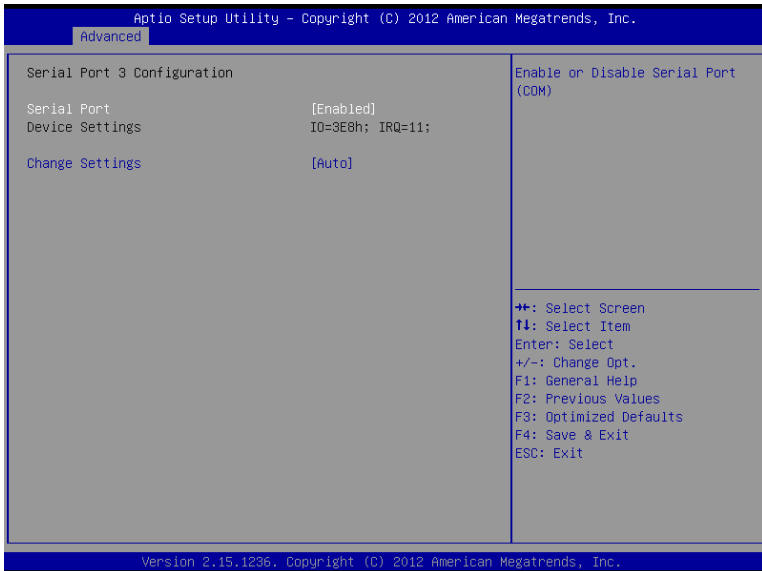 Aptio Setup Utility – Copyright (C) 2012 American Megatrends, Inc.
Advanced
Serial Port 3 Configuration
Serial Port [Enabled]
Device Settings IO=3E8h; IRQ=11;
Change Settings [Auto]
Enable or Disable Serial Port
(COM)
→←: Select Screen
↑↓: Select Item
Enter: Select
+/-: Change Opt.
F1: General Help
F2: Previous Values
F3: Optimized Defaults
F4: Save & Exit
ESC: Exit
Version 2.15.1236. Copyright (C) 2012 American Megatrends, Inc.